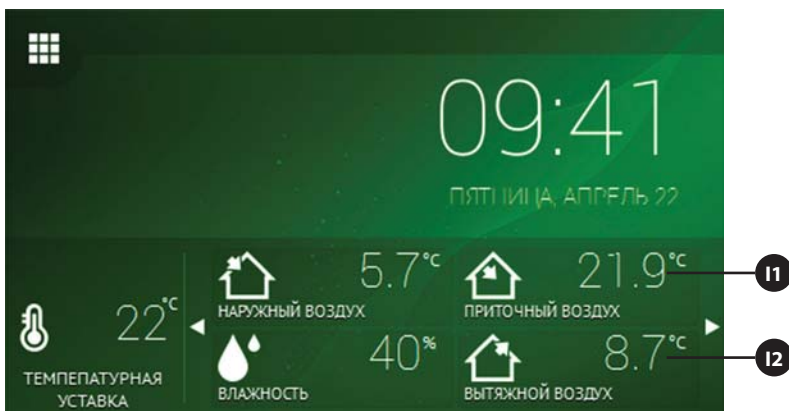 09:41
ПЯТНИЦА, АПРЕЛЬ 22
5.7°C
21.9°C
I1
НАРУЖНЫЙ ВОЗДУХ
ПРИТОЧНЫЙ ВОЗДУХ
22°C
40%
8.7°C
I2
ТЕМПЕПАТУРНАЯ
УСТАВКА
ВЛАЖНОСТЬ
ВЫТЯЖНОЙ ВОЗДУХ